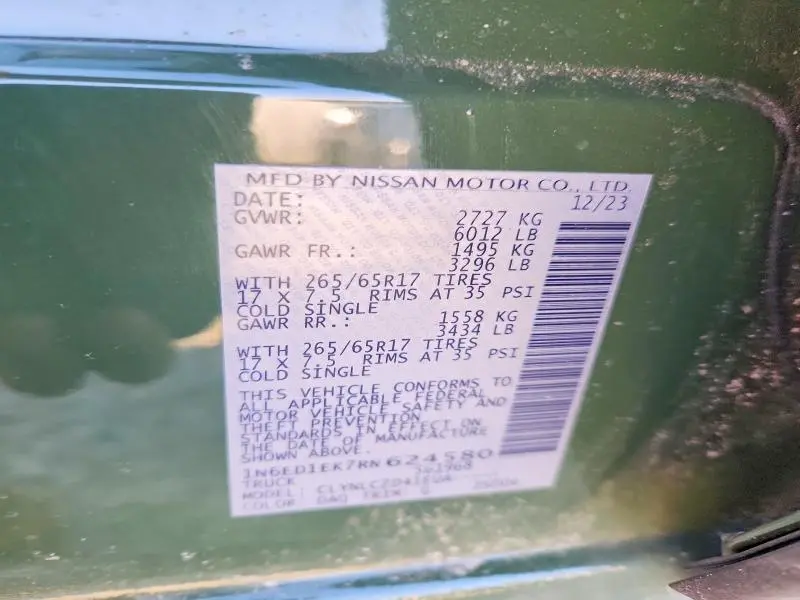 MFD BY NISSAN MOTOR CO., LTD.
DATE: 12/23
GVWR: 2727 KG
6012 LB
GAWR FR.: 1495 KG
3296 LB
WITH 265/65R17 TIRES
17 X 7.5 RIMS AT 35 PSI
COLD SINGLE
GAWR RR.: 1558 KG
3434 LB
WITH 265/65R17 TIRES
17 X 7.5 RIMS AT 35 PSI
COLD SINGLE
THIS VEHICLE CONFORMS TO
ALL APPLICABLE FEDERAL
MOTOR VEHICLE SAFETY AND
THEFT PREVENTION
STANDARDS IN EFFECT ON
THE DATE OF MANUFACTURE
SHOWN ABOVE.
1N6ED1EK7RN624580
TRUCK
MODEL:
COLOR DAQ TRIM G